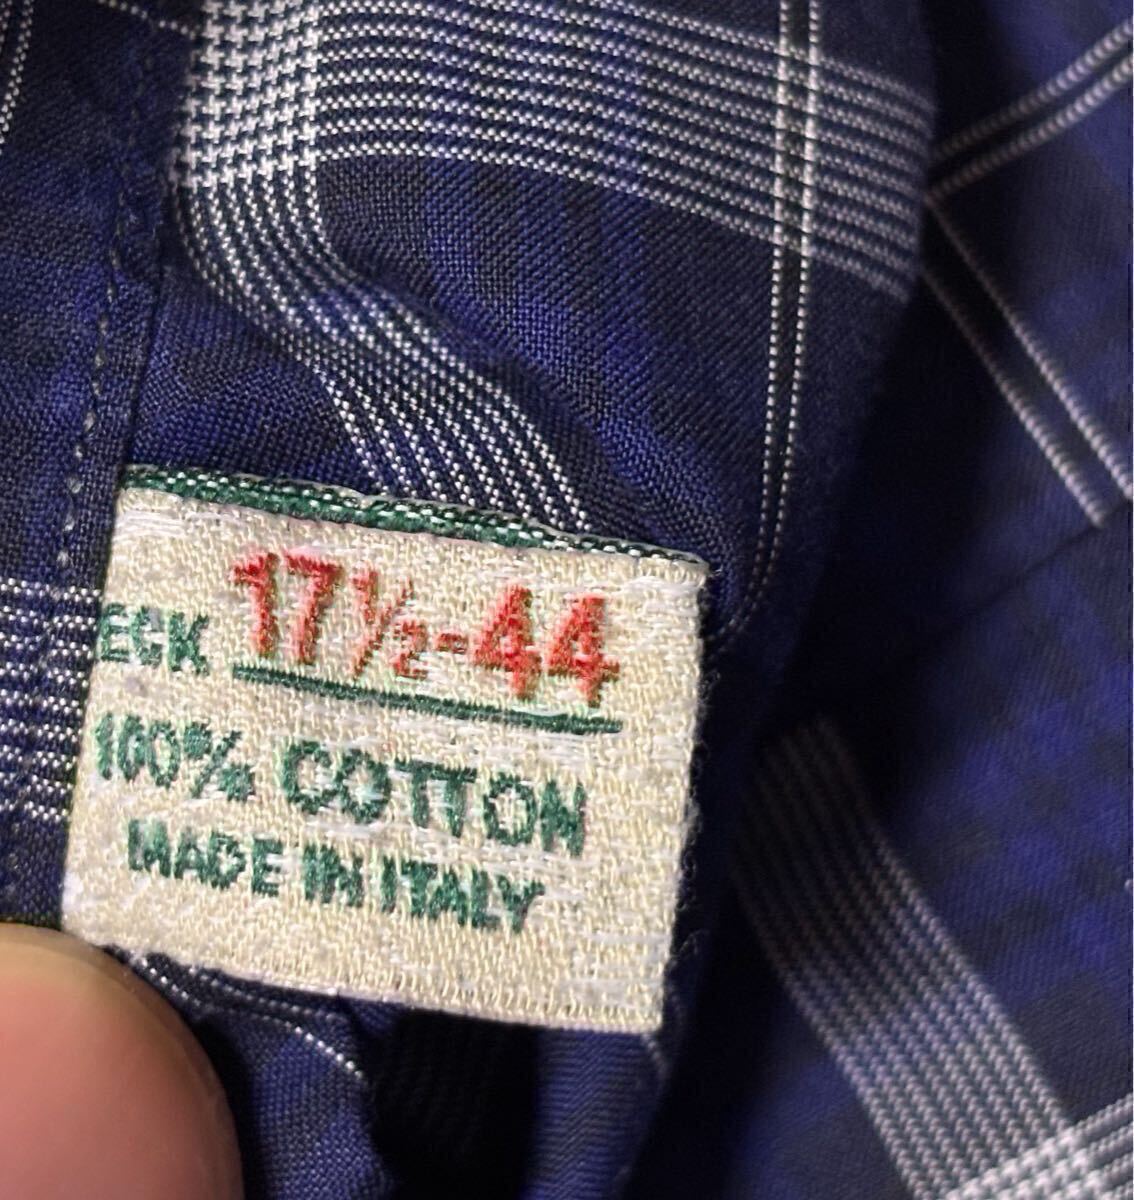 ECK 17½-44
100% COTTON
MADE IN ITALY